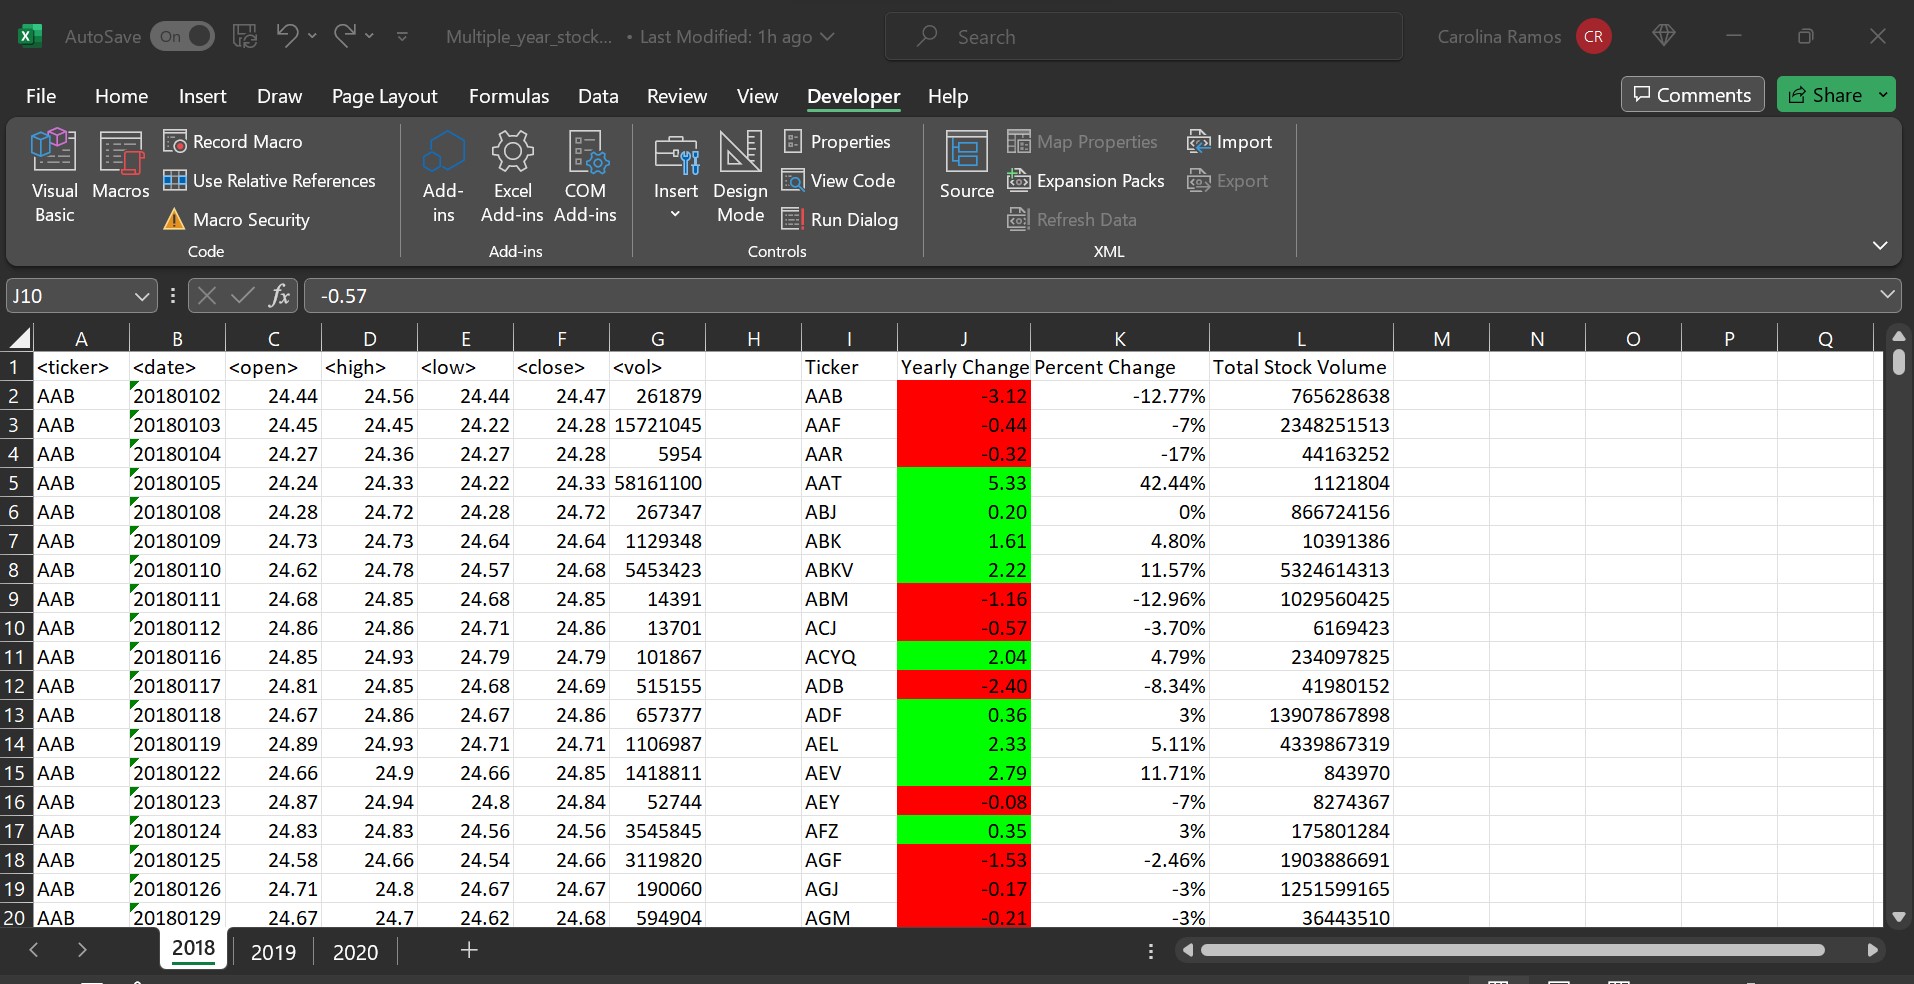 AutoSave On Multiple_year_stock... • Last Modified: 1h ago Search Carolina Ramos CR
File Home Insert Draw Page Layout Formulas Data Review View Developer Help Comments Share
Visual Basic
Macros
Record Macro
Use Relative References
Macro Security
Code
Add-ins
Excel Add-ins
COM Add-ins
Add-ins
Insert
Design Mode
Properties
View Code
Run Dialog
Controls
Source
Map Properties
Expansion Packs
Refresh Data
Import
Export
XML
J10 fx -0.57
A B C D E F G H I J K L M N O P Q
1 <ticker> <date> <open> <high> <low> <close> <vol> Ticker Yearly Change Percent Change Total Stock Volume
2 AAB 20180102 24.44 24.56 24.44 24.47 261879 AAB -3.12 -12.77% 765628638
3 AAB 20180103 24.45 24.45 24.22 24.28 15721045 AAF -0.44 -7% 2348251513
4 AAB 20180104 24.27 24.36 24.27 24.28 5954 AAR -0.32 -17% 44163252
5 AAB 20180105 24.24 24.33 24.22 24.33 58161100 AAT 5.33 42.44% 1121804
6 AAB 20180108 24.28 24.72 24.28 24.72 267347 ABJ 0.20 0% 866724156
7 AAB 20180109 24.73 24.73 24.64 24.64 1129348 ABK 1.61 4.80% 10391386
8 AAB 20180110 24.62 24.78 24.57 24.68 5453423 ABKV 2.22 11.57% 5324614313
9 AAB 20180111 24.68 24.85 24.68 24.85 14391 ABM -1.16 -12.96% 1029560425
10 AAB 20180112 24.86 24.86 24.71 24.86 13701 ACJ -0.57 -3.70% 6169423
11 AAB 20180116 24.85 24.93 24.79 24.79 101867 ACYQ 2.04 4.79% 234097825
12 AAB 20180117 24.81 24.85 24.68 24.69 515155 ADB -2.40 -8.34% 41980152
13 AAB 20180118 24.67 24.86 24.67 24.86 657377 ADF 0.36 3% 13907867898
14 AAB 20180119 24.89 24.93 24.71 24.71 1106987 AEL 2.33 5.11% 4339867319
15 AAB 20180122 24.66 24.9 24.66 24.85 1418811 AEV 2.79 11.71% 843970
16 AAB 20180123 24.87 24.94 24.8 24.84 52744 AEY -0.08 -7% 8274367
17 AAB 20180124 24.83 24.83 24.56 24.56 3545845 AFZ 0.35 3% 175801284
18 AAB 20180125 24.58 24.66 24.54 24.66 3119820 AGF -1.53 -2.46% 1903886691
19 AAB 20180126 24.71 24.8 24.67 24.67 190060 AGJ -0.17 -3% 1251599165
20 AAB 20180129 24.67 24.7 24.62 24.68 594904 AGM -0.21 -3% 36443510
2018 2019 2020